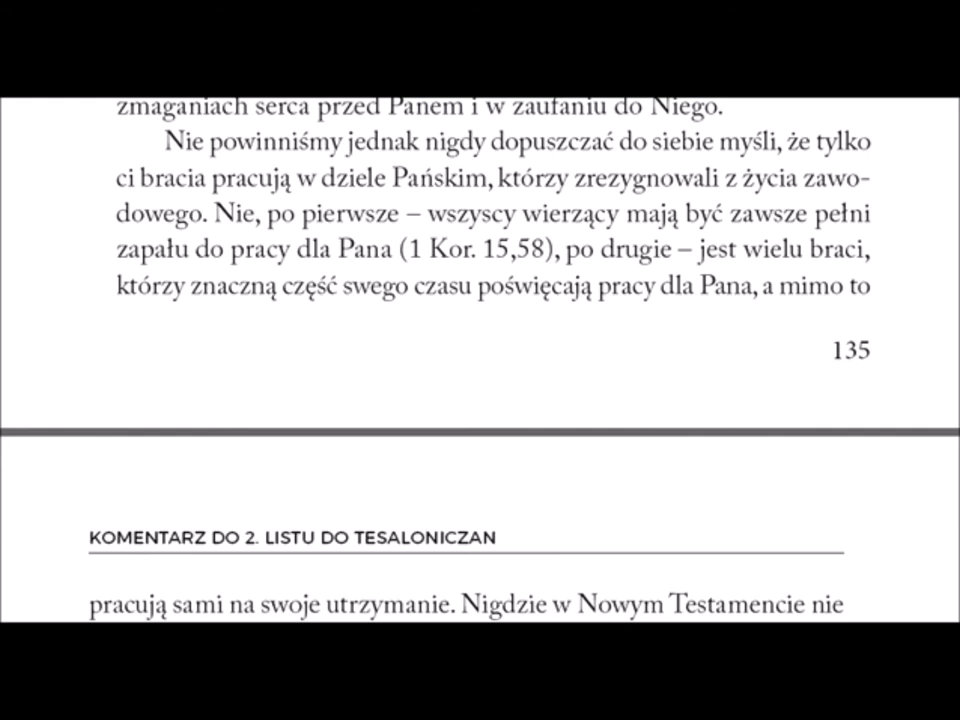 zmaganiach serca przed Panem i w zaufaniu do Niego.
Nie powinniśmy jednak nigdy dopuszczać do siebie myśli, że tylko
ci bracia pracują w dziele Pańskim, którzy zrezygnowali z życia zawo-
dowego. Nie, po pierwsze – wszyscy wierzący mają być zawsze pełni
zapału do pracy dla Pana (1 Kor. 15,58), po drugie – jest wielu braci,
którzy znaczną część swego czasu poświęcają pracy dla Pana, a mimo to
135
KOMENTARZ DO 2. LISTU DO TESALONICZAN
pracują sami na swoje utrzymanie. Nigdzie w Nowym Testamencie nie